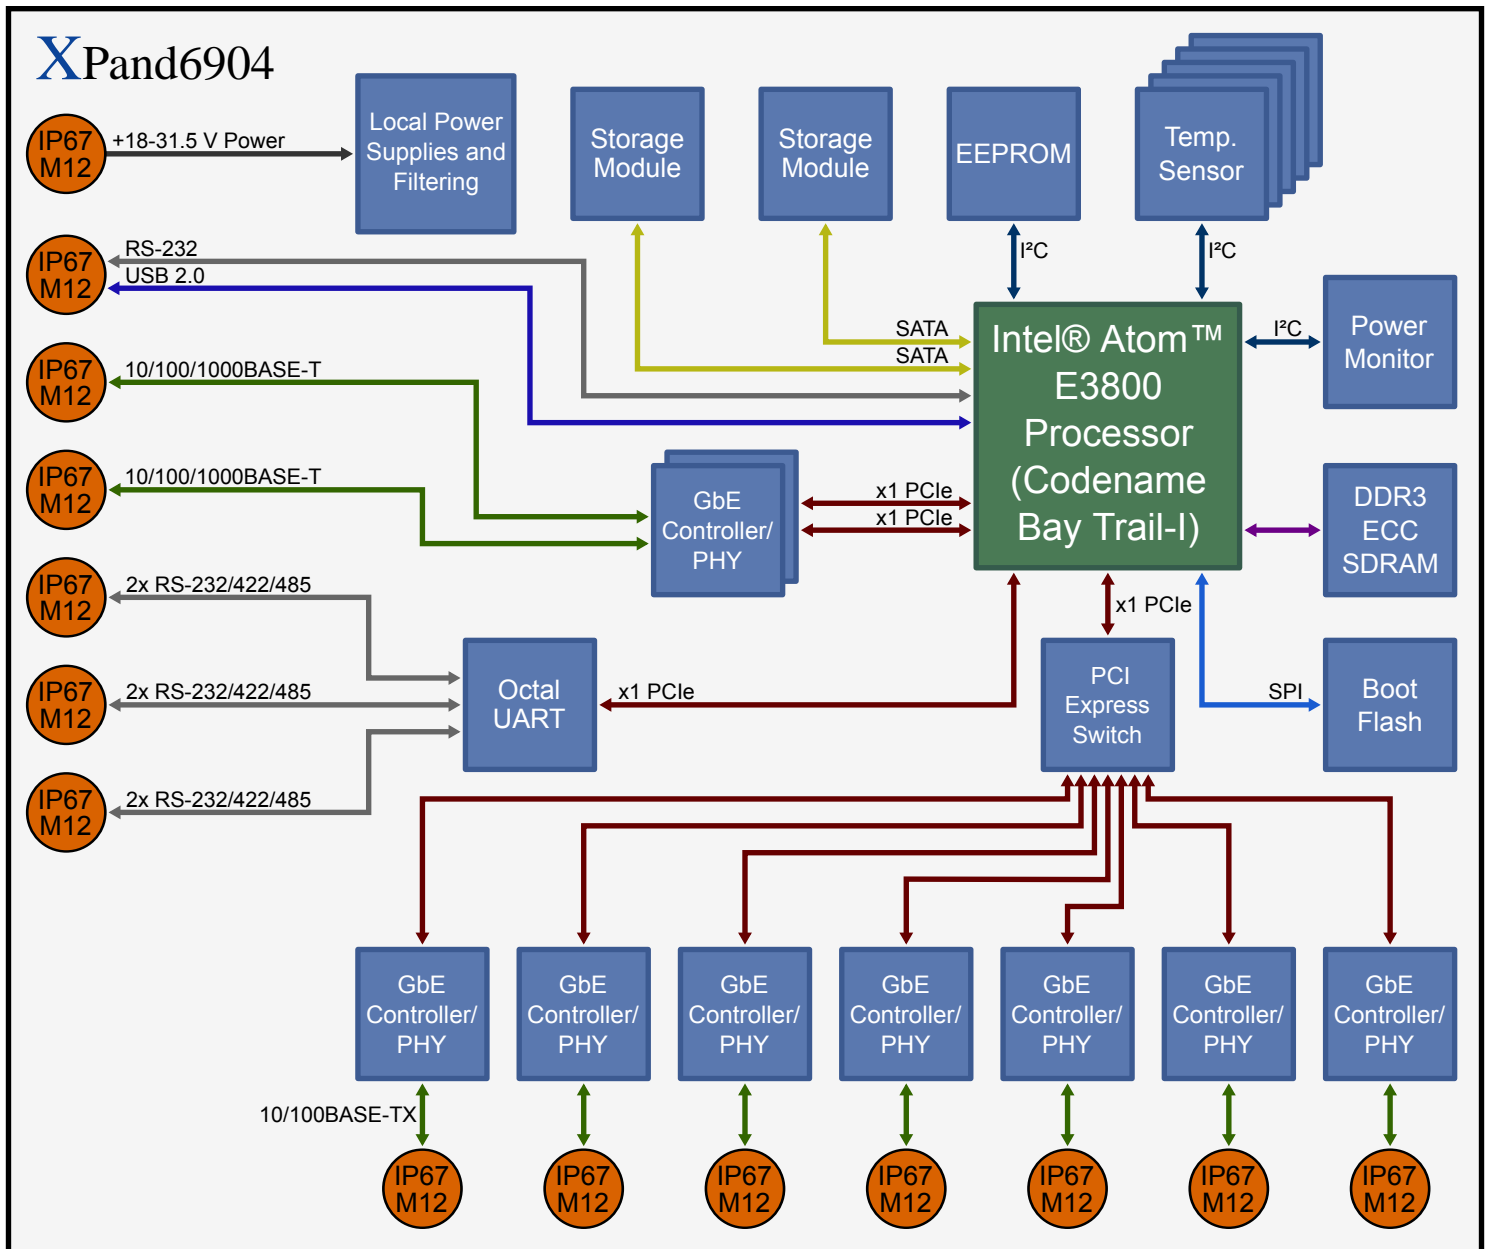 XPand6904
IP67
M12
+18-31.5 V Power
Local Power
Supplies and
Filtering
Storage
Module
Storage
Module
EEPROM
Temp.
Sensor
IP67
M12
RS-232
USB 2.0
I²C
I²C
SATA
SATA
Intel® Atom™
E3800
Processor
(Codename
Bay Trail-I)
I²C
Power
Monitor
IP67
M12
10/100/1000BASE-T
IP67
M12
10/100/1000BASE-T
GbE
Controller/
PHY
x1 PCIe
x1 PCIe
DDR3
ECC
SDRAM
IP67
M12
2x RS-232/422/485
x1 PCIe
IP67
M12
2x RS-232/422/485
Octal
UART
x1 PCIe
PCI
Express
Switch
SPI
Boot
Flash
IP67
M12
2x RS-232/422/485
GbE
Controller/
PHY
GbE
Controller/
PHY
GbE
Controller/
PHY
GbE
Controller/
PHY
GbE
Controller/
PHY
GbE
Controller/
PHY
GbE
Controller/
PHY
10/100BASE-TX
IP67
M12
IP67
M12
IP67
M12
IP67
M12
IP67
M12
IP67
M12
IP67
M12